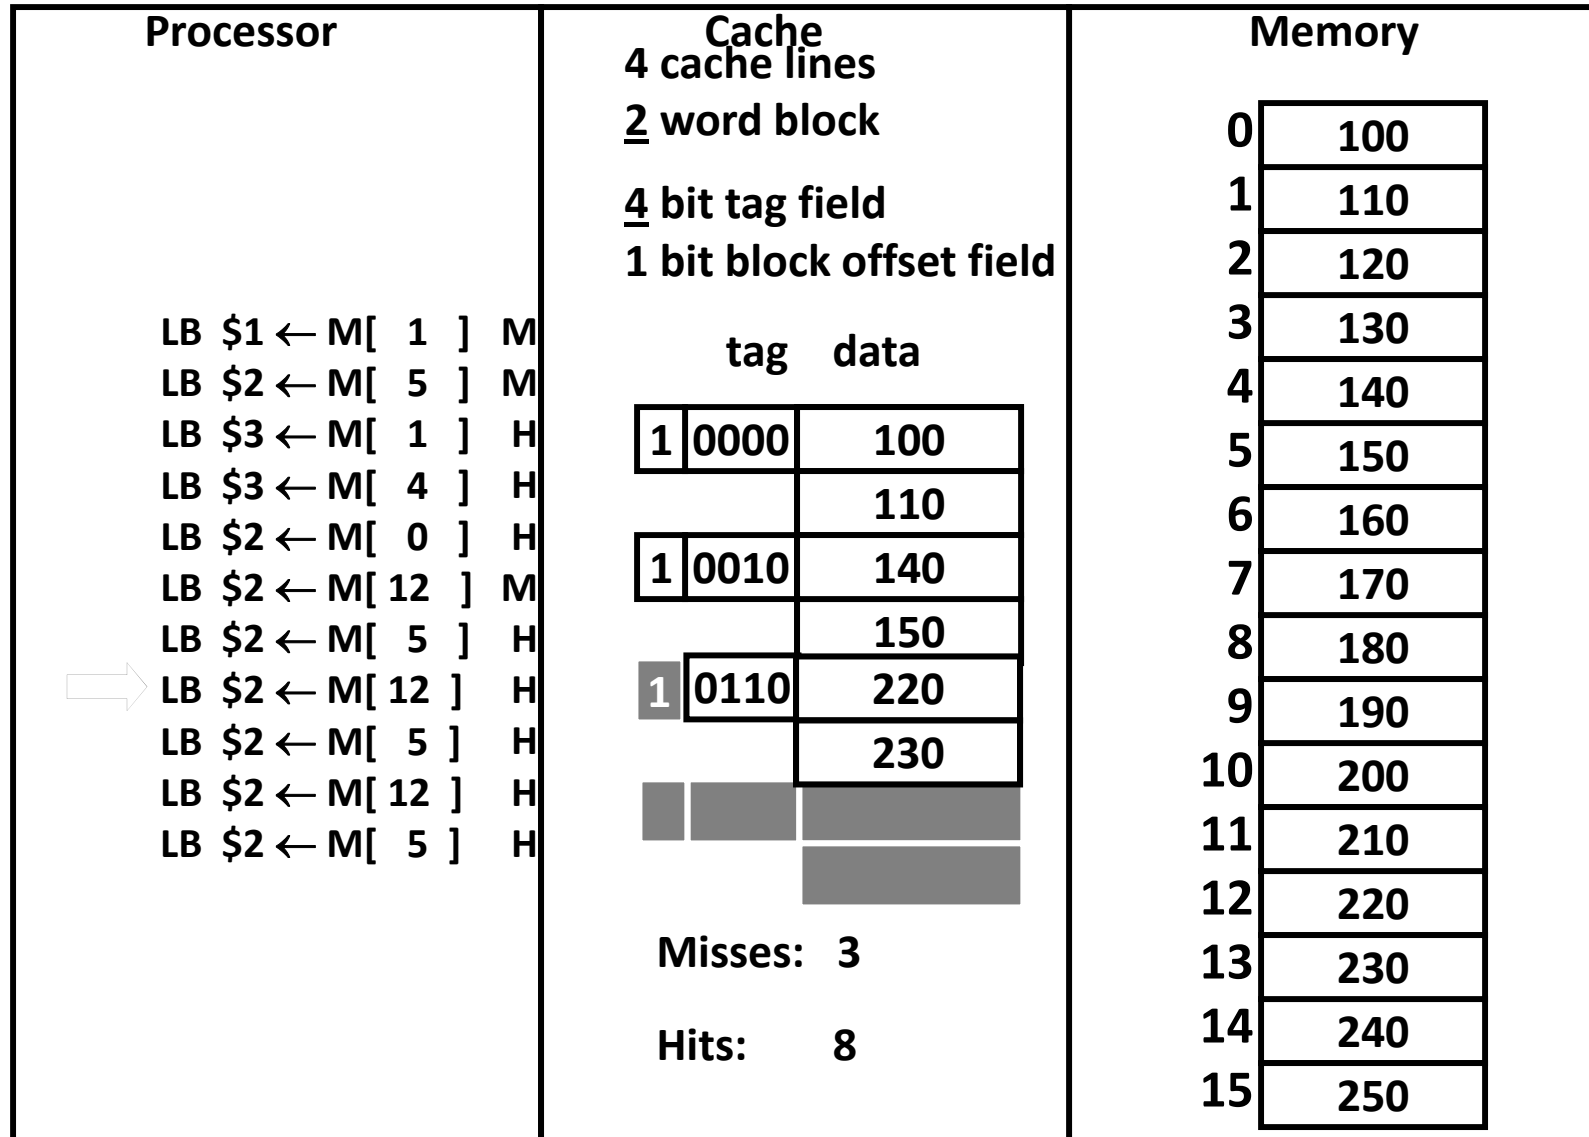 Processor
LB $1 ← M[ 1 ] M
LB $2 ← M[ 5 ] M
LB $3 ← M[ 1 ] H
LB $3 ← M[ 4 ] H
LB $2 ← M[ 0 ] H
LB $2 ← M[ 12 ] M
LB $2 ← M[ 5 ] H
LB $2 ← M[ 12 ] H
LB $2 ← M[ 5 ] H
LB $2 ← M[ 12 ] H
LB $2 ← M[ 5 ] H
Cache
4 cache lines
2 word block
4 bit tag field
1 bit block offset field
tag data
1 0000 100
110
1 0010 140
150
1 0110 220
230
Misses: 3
Hits: 8
Memory
0 100
1 110
2 120
3 130
4 140
5 150
6 160
7 170
8 180
9 190
10 200
11 210
12 220
13 230
14 240
15 250